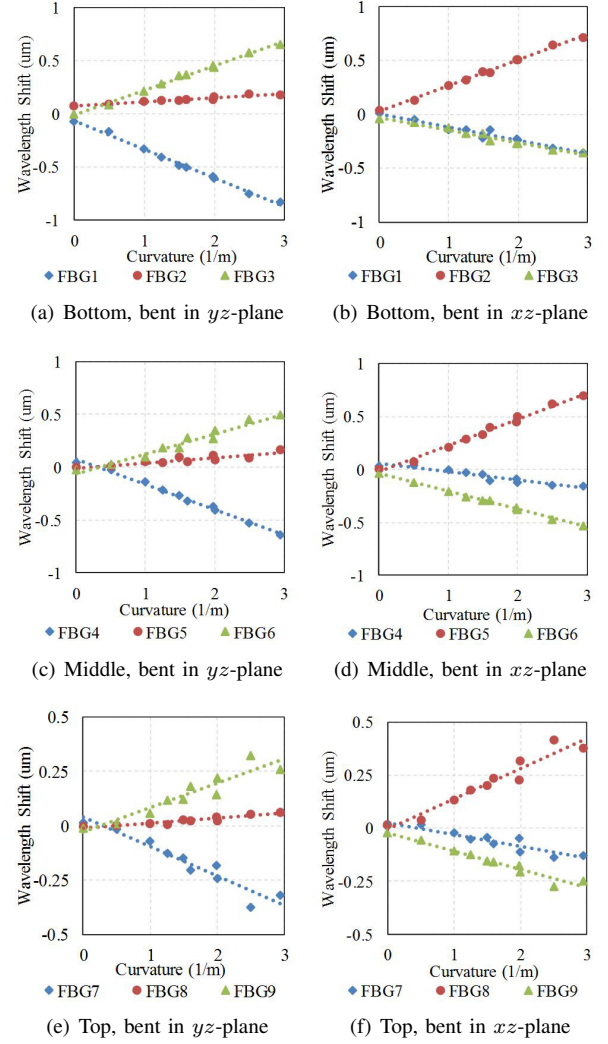 1
0.5
0
-0.5
-1
Wavelength Shift (um)
0 1 2 3
Curvature (1/m)
FBG1 FBG2 FBG3
(a) Bottom, bent in yz-plane
1
0.5
0
-0.5
-1
Wavelength Shift (um)
0 1 2 3
Curvature (1/m)
FBG1 FBG2 FBG3
(b) Bottom, bent in xz-plane
1
0.5
0
-0.5
-1
Wavelength Shift (um)
0 1 2 3
Curvature (1/m)
FBG4 FBG5 FBG6
(c) Middle, bent in yz-plane
1
0.5
0
-0.5
-1
Wavelength Shift (um)
0 1 2 3
Curvature (1/m)
FBG4 FBG5 FBG6
(d) Middle, bent in xz-plane
0.5
0.25
0
-0.25
-0.5
Wavelength Shift (um)
0 1 2 3
Curvature (1/m)
FBG7 FBG8 FBG9
(e) Top, bent in yz-plane
0.5
0.25
0
-0.25
-0.5
Wavelength Shift (um)
0 1 2 3
Curvature (1/m)
FBG7 FBG8 FBG9
(f) Top, bent in xz-plane